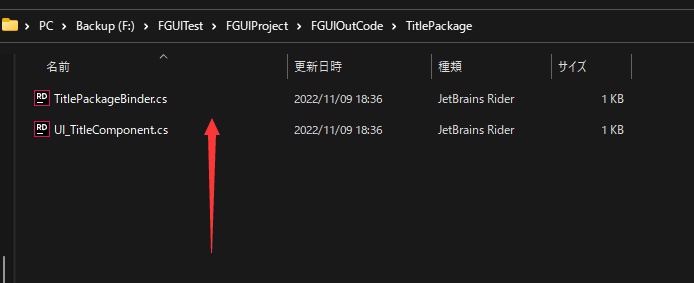 PC > Backup (F:) > FGUITest > FGUIProject > FGUIOutCode > TitlePackage
名前 更新日時 種類 サイズ
RD TitlePackageBinder.cs 2022/11/09 18:36 JetBrains Rider 1 KB
RD UI_TitleComponent.cs 2022/11/09 18:36 JetBrains Rider 1 KB